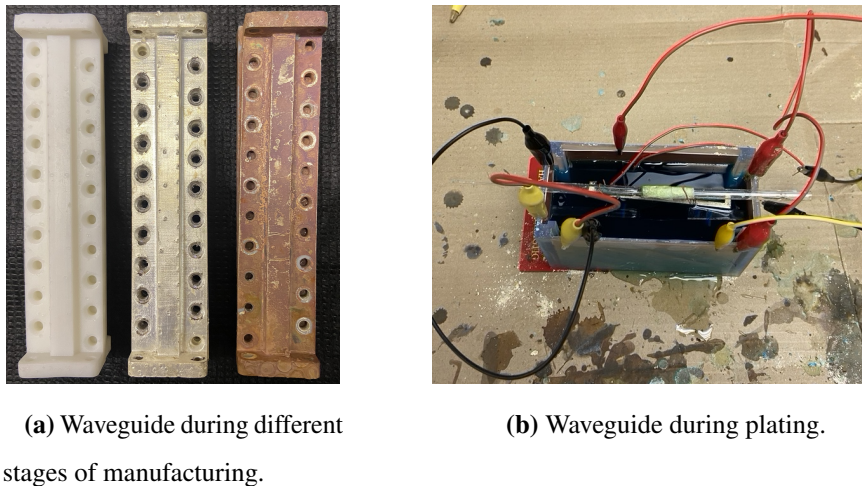 (a) Waveguide during different
stages of manufacturing.
(b) Waveguide during plating.